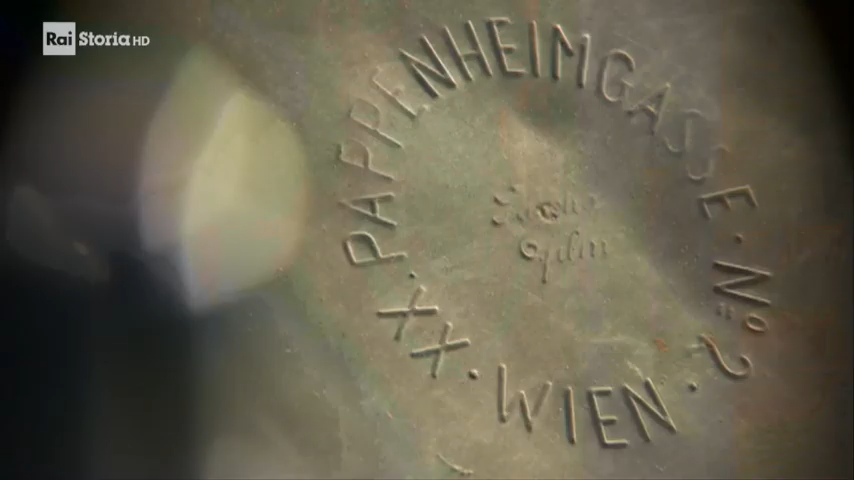 Rai Storia HD
PAPPENHEIMGASSE · Nº 2 · WIEN · XX ·